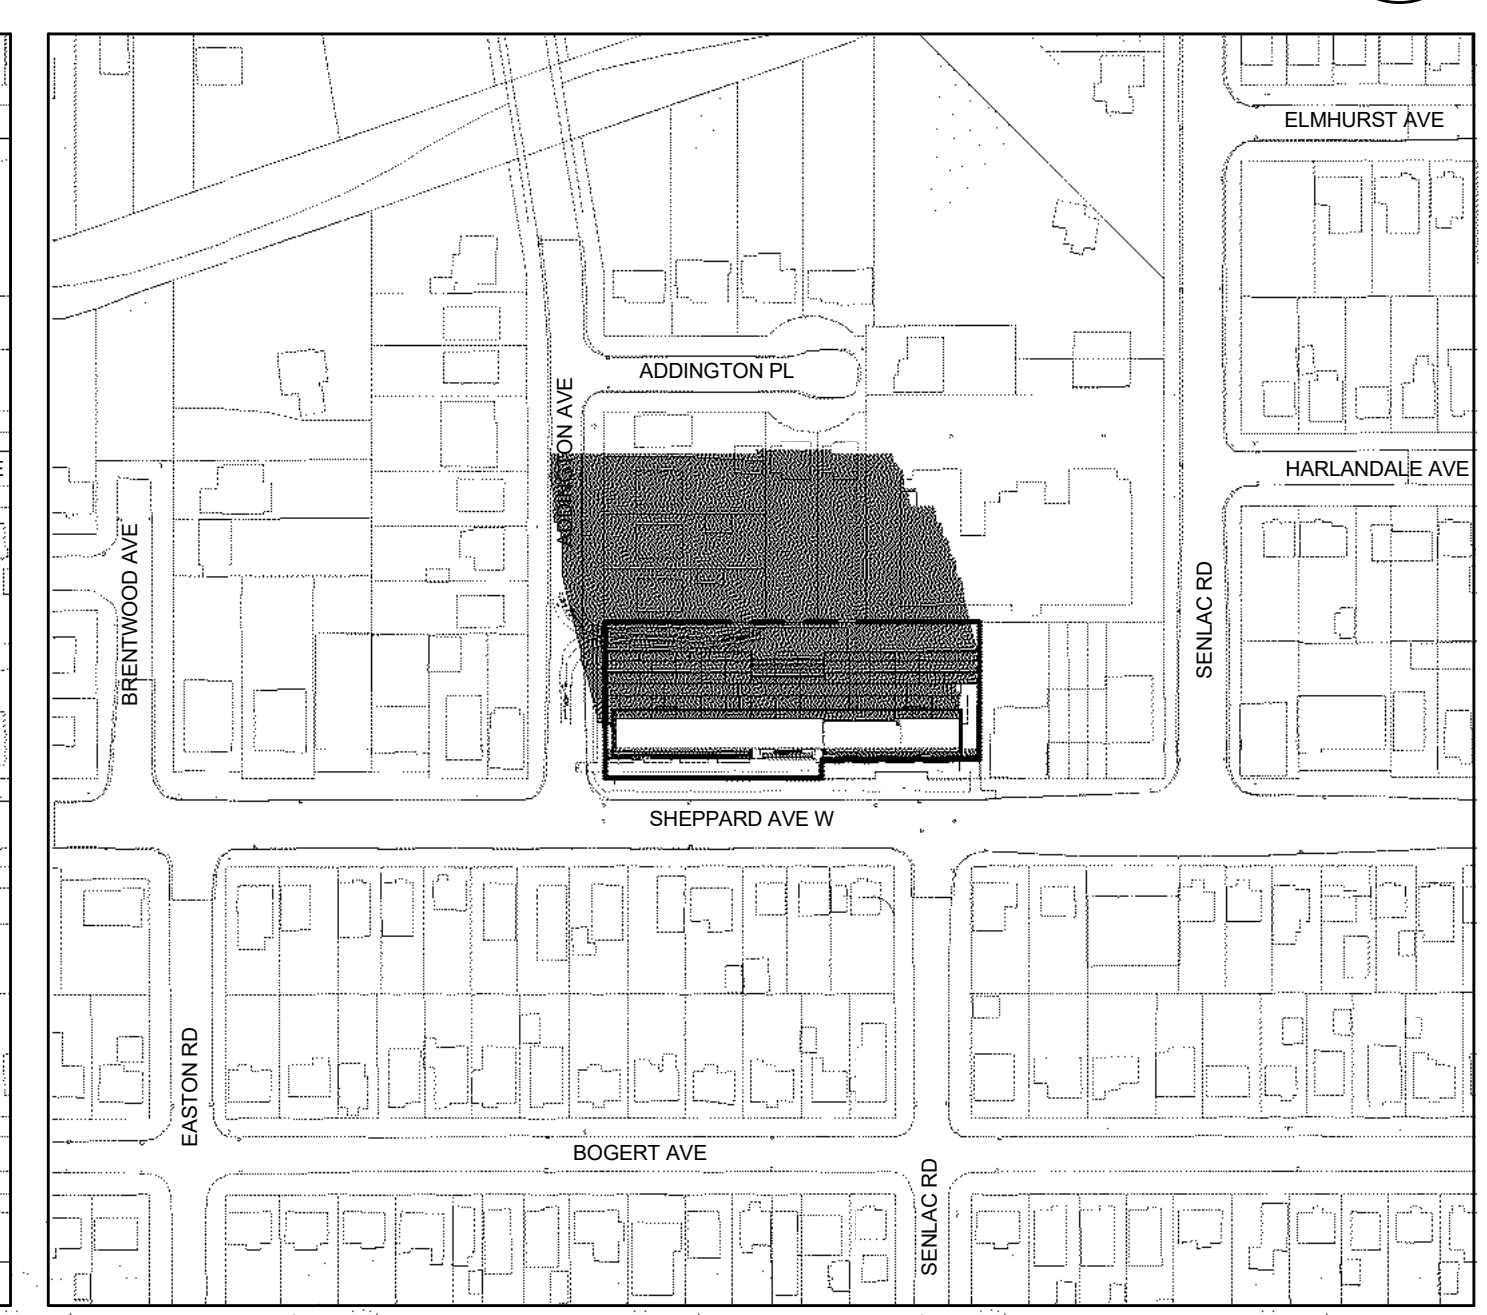 ELMHURST AVE
ADDINGTON PL
ADDINGTON AVE
HARLANDALE AVE
BRENTWOOD AVE
SENLAC RD
SHEPPARD AVE W
EASTON RD
BOGERT AVE
SENLAC RD